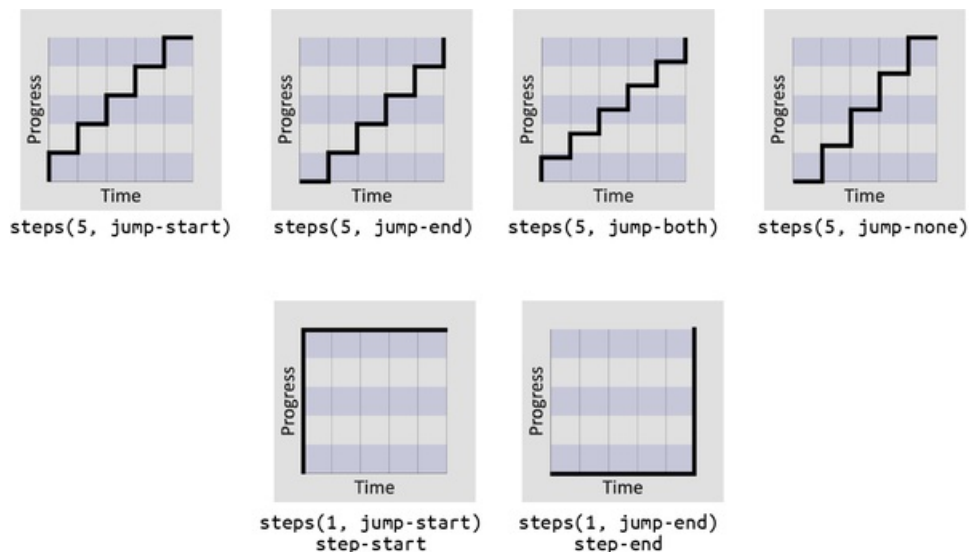 Progress
Time
steps(5, jump-start)
Progress
Time
steps(5, jump-end)
Progress
Time
steps(5, jump-both)
Progress
Time
steps(5, jump-none)
Progress
Time
steps(1, jump-start)
step-start
Progress
Time
steps(1, jump-end)
step-end